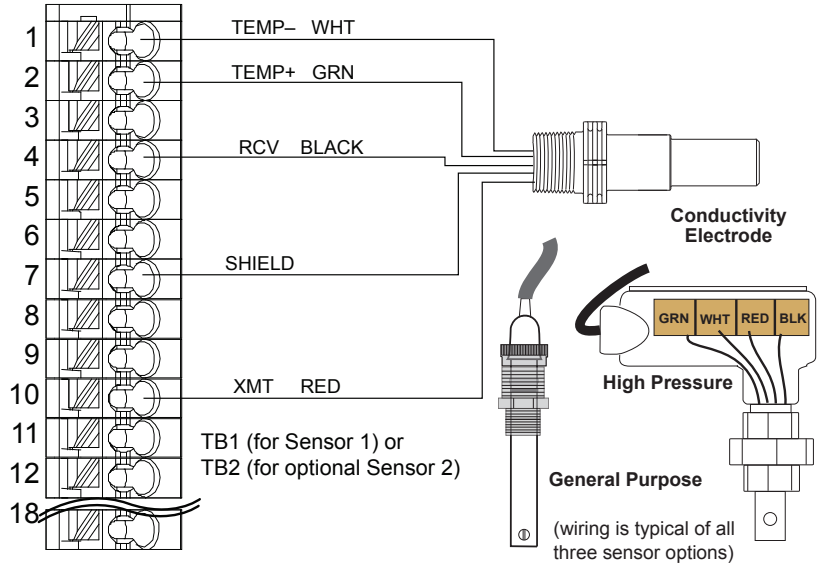 1
TEMP– WHT
2
TEMP+ GRN
3
4
RCV BLACK
5
6
7
SHIELD
8
9
10
XMT RED
11
12
18
TB1 (for Sensor 1) or
TB2 (for optional Sensor 2)
Conductivity
Electrode
GRN WHT RED BLK
High Pressure
General Purpose
(wiring is typical of all
three sensor options)